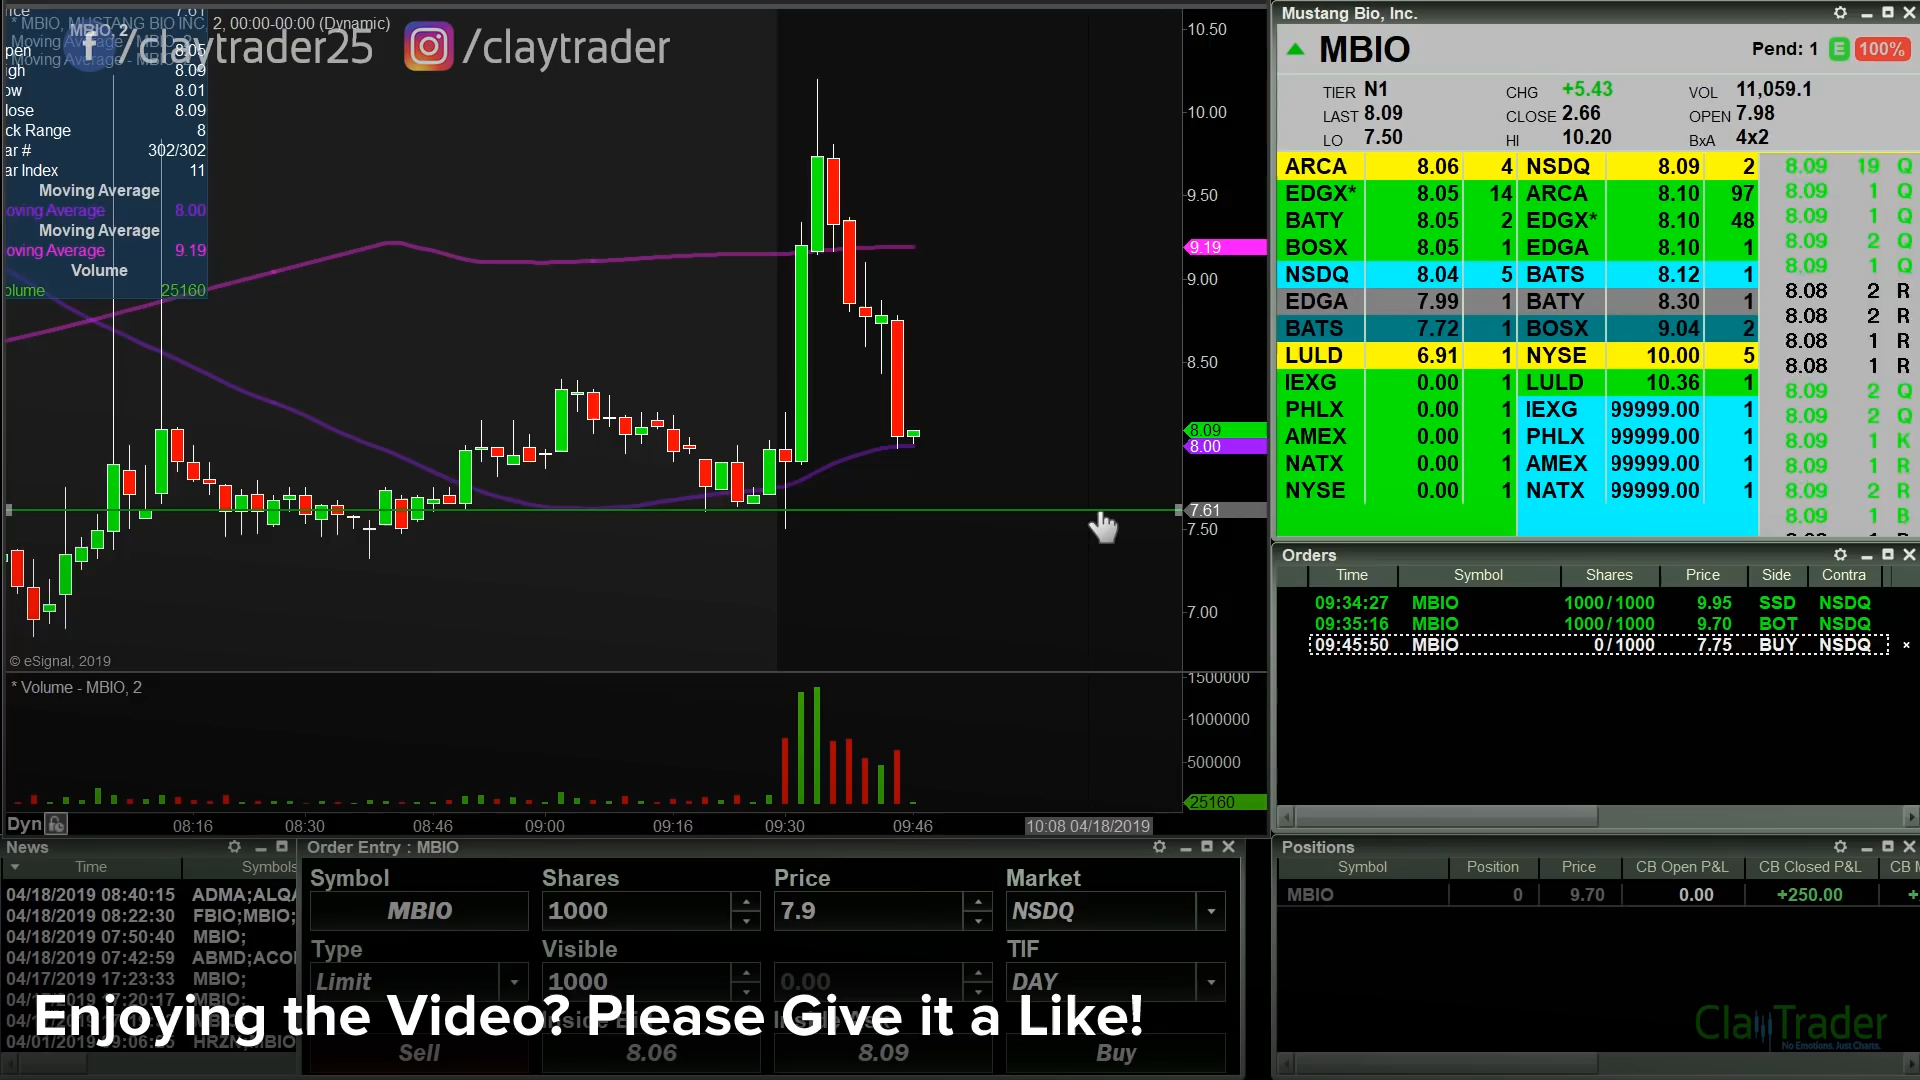 * MBIO, MUSTANG BIO INC, 2, 00:00-00:00 (Dynamic)
MBIO, 2
/claytrader25 /claytrader
8.05
8.09
8.01
8.09
8
302/302
11
Moving Average
8.00
Moving Average
9.19
Volume
25160
10.50
10.00
9.50
9.19
9.00
8.50
8.09
8.00
7.61
7.50
7.00
© eSignal, 2019
* Volume - MBIO, 2
1500000
1000000
500000
25160
Dyn 08:16 08:30 08:46 09:00 09:16 09:30 09:46 10:08 04/18/2019
Mustang Bio, Inc.
MBIO Pend: 1 E 100%
TIER N1 CHG +5.43 VOL 11,059.1
LAST 8.09 CLOSE 2.66 OPEN 7.98
LO 7.50 HI 10.20 BxA 4x2
ARCA 8.06 4 NSDQ 8.09 2
EDGX* 8.05 14 ARCA 8.10 97
BATY 8.05 2 EDGX* 8.10 48
BOSX 8.05 1 EDGA 8.10 1
NSDQ 8.04 5 BATS 8.12 1
EDGA 7.99 1 BATY 8.30 1
BATS 7.72 1 BOSX 9.04 2
LULD 6.91 1 NYSE 10.00 5
IEXG 0.00 1 LULD 10.36 1
PHLX 0.00 1 IEXG 99999.00 1
AMEX 0.00 1 PHLX 99999.00 1
NATX 0.00 1 AMEX 99999.00 1
NYSE 0.00 1 NATX 99999.00 1
8.09 19 Q
8.09 1 Q
8.09 1 Q
8.09 2 Q
8.09 1 Q
8.08 2 R
8.08 2 R
8.08 1 R
8.08 1 R
8.09 2 Q
8.09 2 Q
8.09 1 K
8.09 1 R
8.09 2 R
8.09 1 B
Orders
Time Symbol Shares Price Side Contra
09:34:27 MBIO 1000/1000 9.95 SSD NSDQ
09:35:16 MBIO 1000/1000 9.70 BOT NSDQ
09:45:50 MBIO 0/1000 7.75 BUY NSDQ
News
Time Symbols
04/18/2019 08:40:15 ADMA;ALQA
04/18/2019 08:22:30 FBIO;MBIO;
04/18/2019 07:50:40 MBIO;
04/18/2019 07:42:59 ABMD;ACOI
04/17/2019 17:23:33 MBIO;
Order Entry : MBIO
Symbol Shares Price Market
MBIO 1000 7.9 NSDQ
Type Visible TIF
Limit 1000 0.00 DAY
Enjoying the Video? Please Give it a Like!
Sell 8.06 8.09 Buy
Positions
Symbol Position Price CB Open P&L CB Closed P&L
MBIO 0 9.70 0.00 +250.00
ClayTrader
No Emotions. Just Charts.